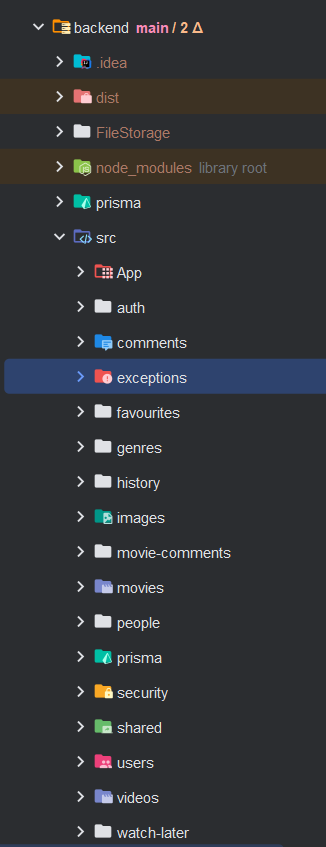 backend main / 2 Δ
.idea
dist
FileStorage
node_modules library root
prisma
src
App
auth
comments
exceptions
favourites
genres
history
images
movie-comments
movies
people
prisma
security
shared
users
videos
watch-later